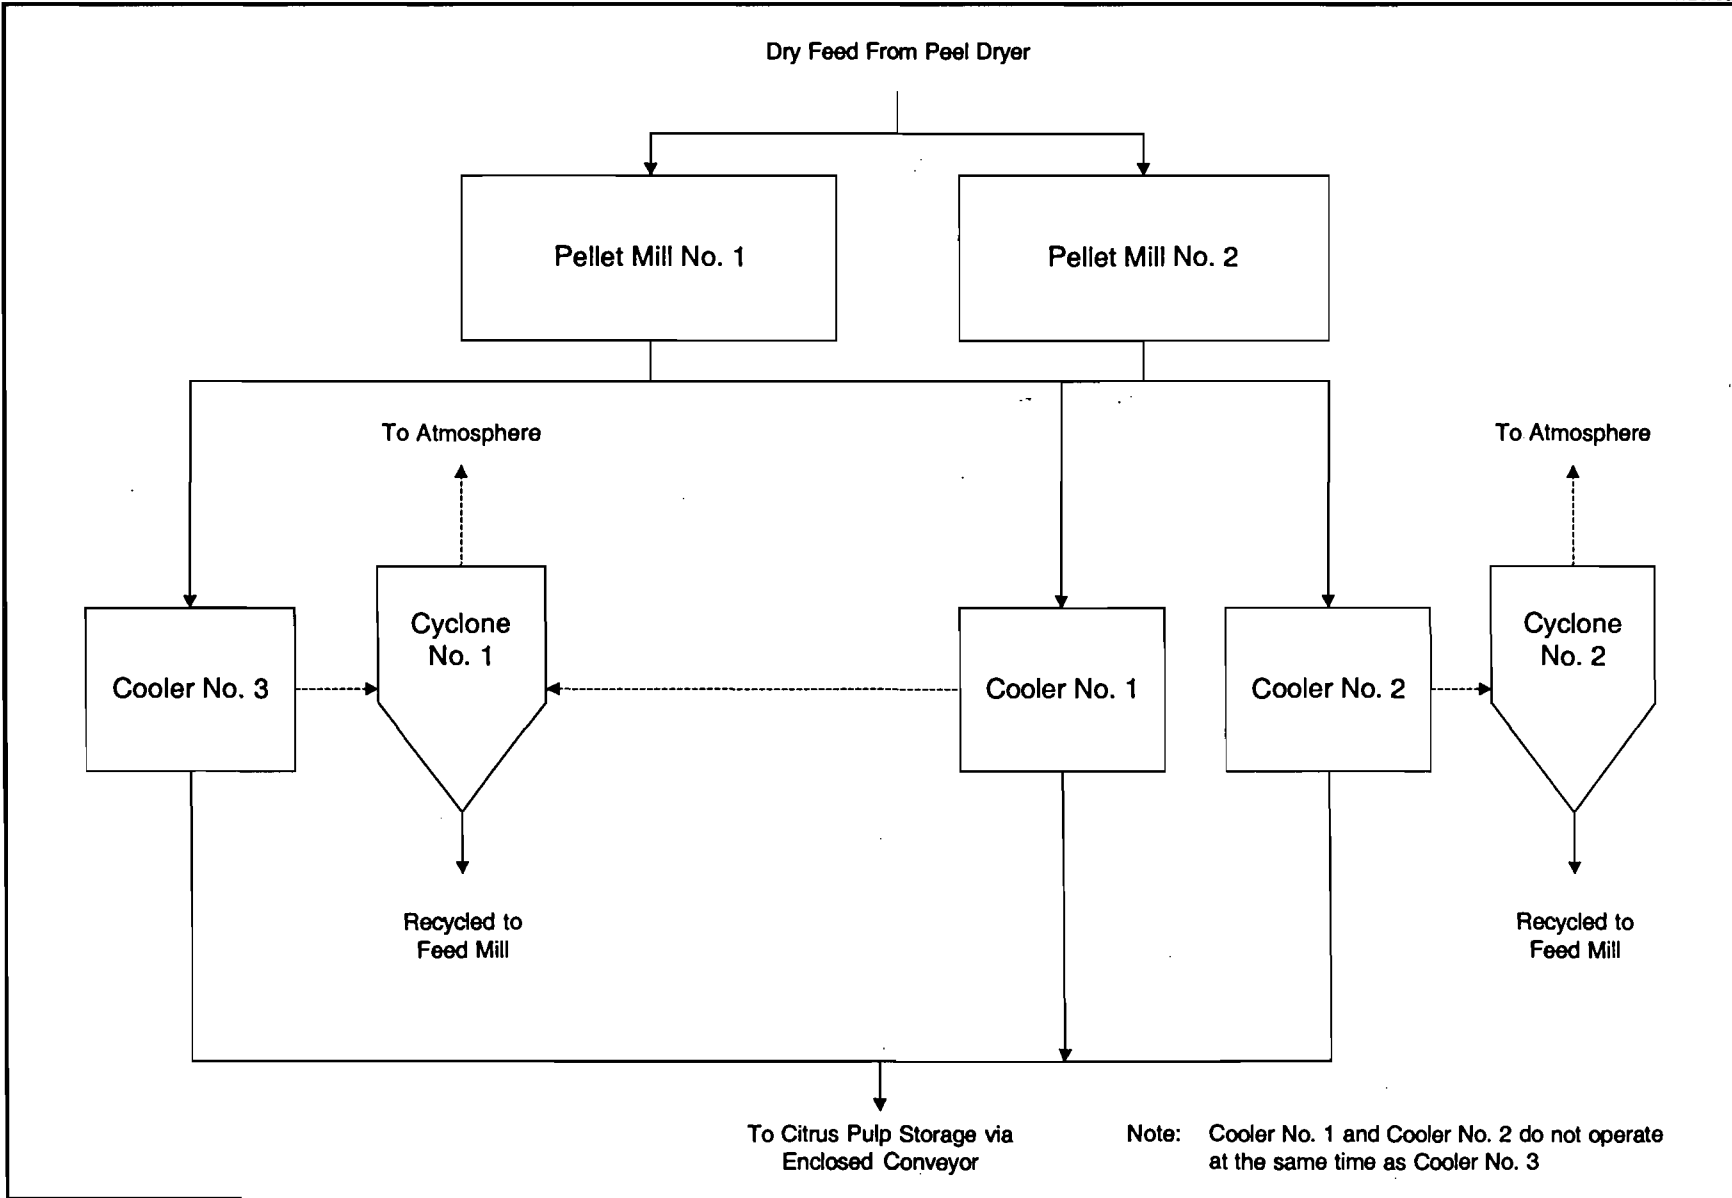 Dry Feed From Peel Dryer
Pellet Mill No. 1
Pellet Mill No. 2
To Atmosphere
To Atmosphere
Cyclone
No. 1
Cyclone
No. 2
Cooler No. 3
Cooler No. 1
Cooler No. 2
Recycled to
Feed Mill
Recycled to
Feed Mill
To Citrus Pulp Storage via
Enclosed Conveyor
Note: Cooler No. 1 and Cooler No. 2 do not operate
at the same time as Cooler No. 3